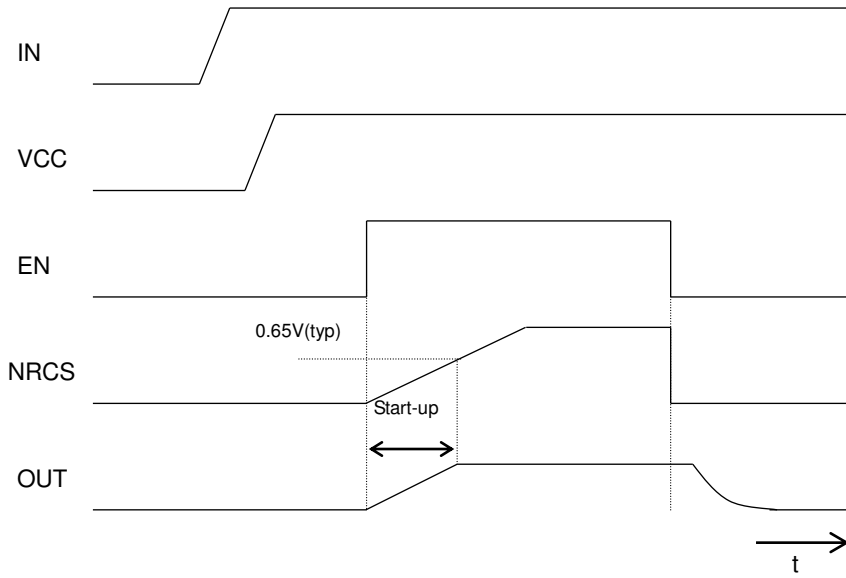 IN
VCC
EN
0.65V(typ)
NRCS
Start-up
OUT
t